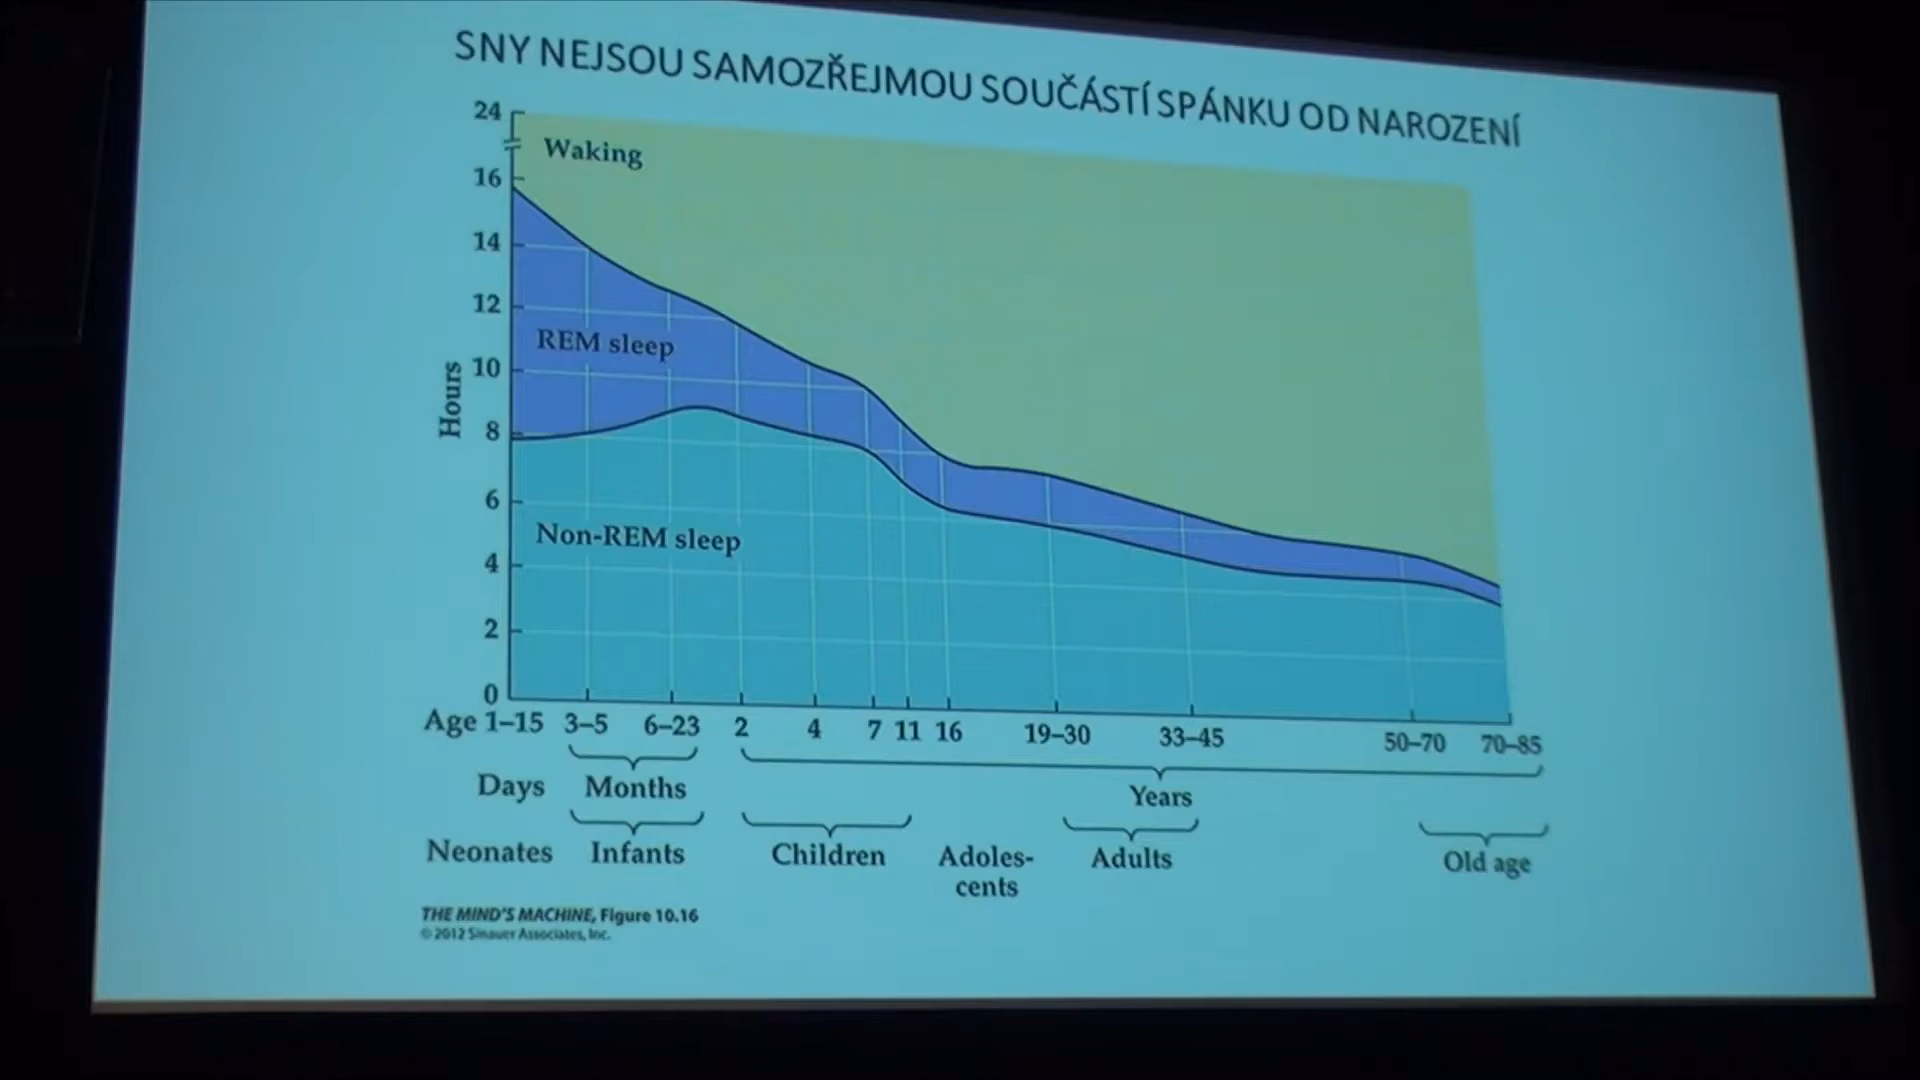 SNY NEJSOU SAMOZŘEJMOU SOUČÁSTÍ SPÁNKU OD NAROZENÍ
24
Waking
16
14
12
REM sleep
10
Hours
8
6
Non-REM sleep
4
2
0
Age 1–15 3–5 6–23 2 4 7 11 16 19–30 33–45 50–70 70–85
Days Months Years
Neonates Infants Children Adoles-
cents Adults Old age
THE MIND'S MACHINE, Figure 10.16
© 2012 Sinauer Associates, Inc.